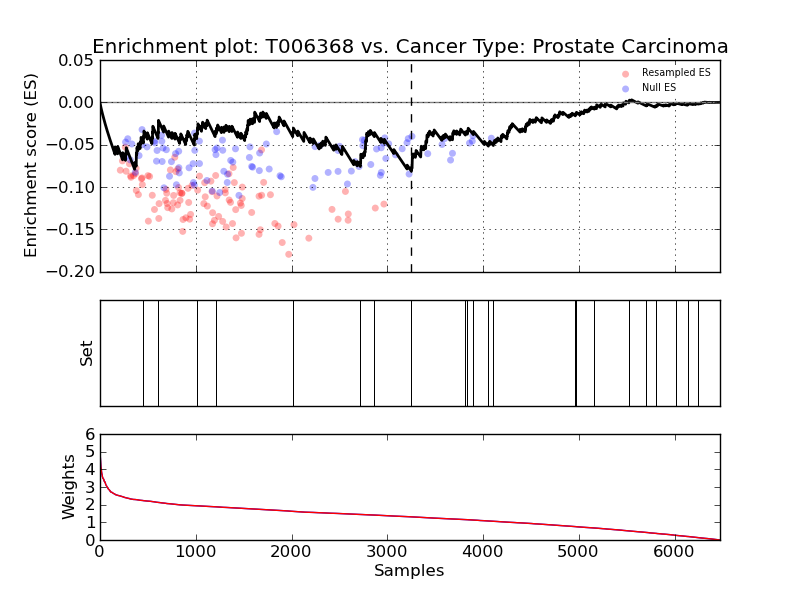 Enrichment plot: T006368 vs. Cancer Type: Prostate Carcinoma
Enrichment score (ES)
0.05
0.00
−0.05
−0.10
−0.15
−0.20
Resampled ES
Null ES
Set
Weights
6
5
4
3
2
1
0
0 1000 2000 3000 4000 5000 6000
Samples